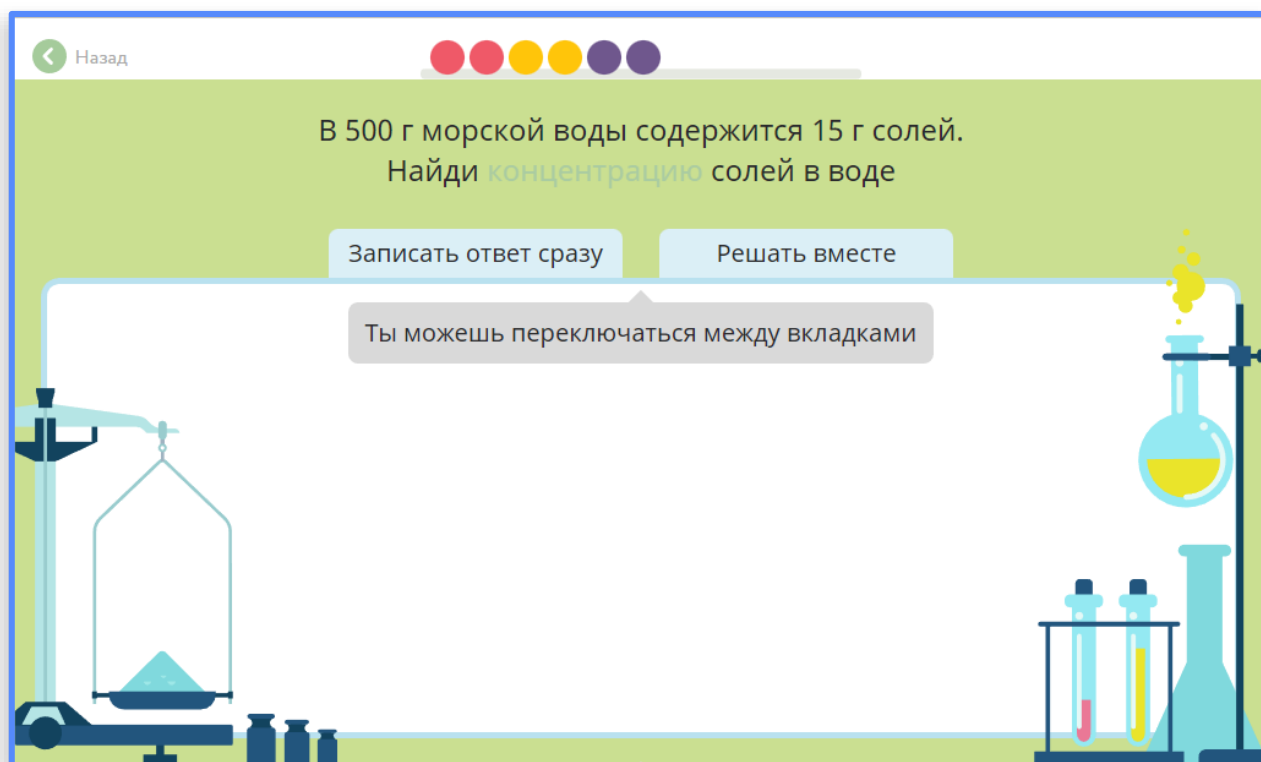 Назад
В 500 г морской воды содержится 15 г солей.
Найди концентрацию солей в воде
Записать ответ сразу
Решать вместе
Ты можешь переключаться между вкладками